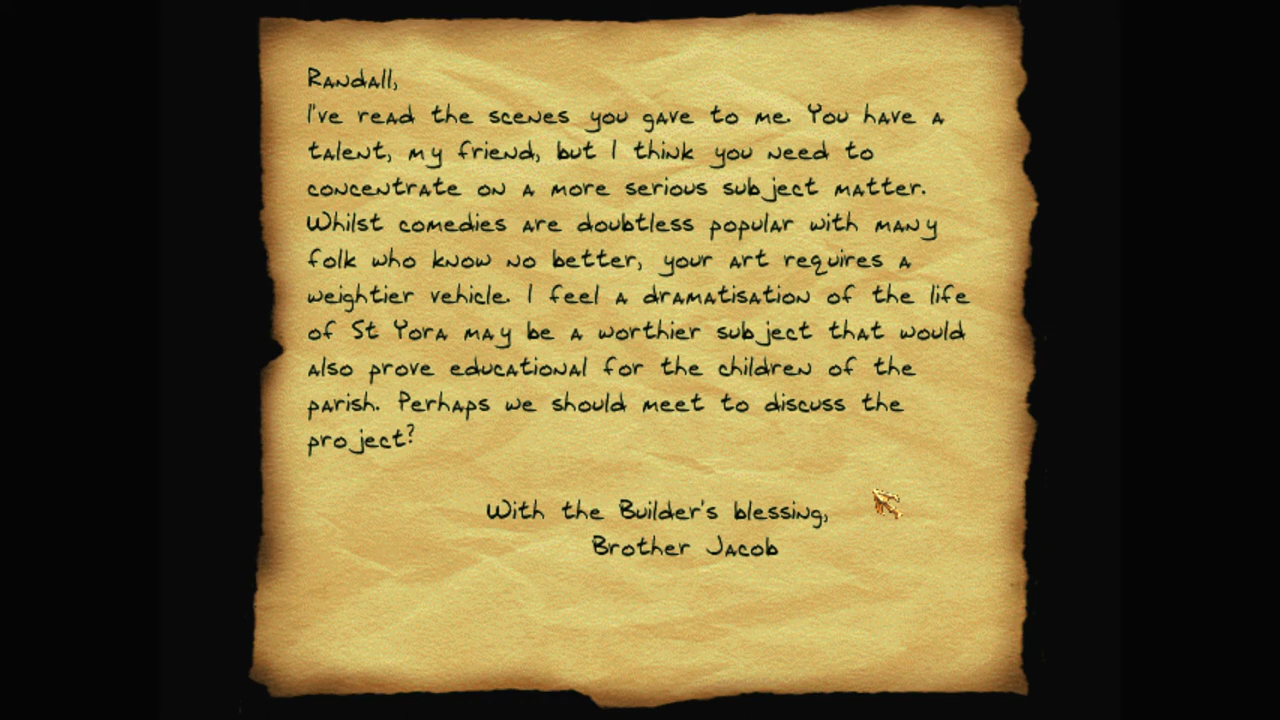 Randall,
I've read the scenes you gave to me. You have a
talent, my friend, but I think you need to
concentrate on a more serious subject matter.
Whilst comedies are doubtless popular with many
folk who know no better, your art requires a
weightier vehicle. I feel a dramatisation of the life
of St Yora may be a worthier subject that would
also prove educational for the children of the
parish. Perhaps we should meet to discuss the
project?
With the Builder's blessing,
Brother Jacob